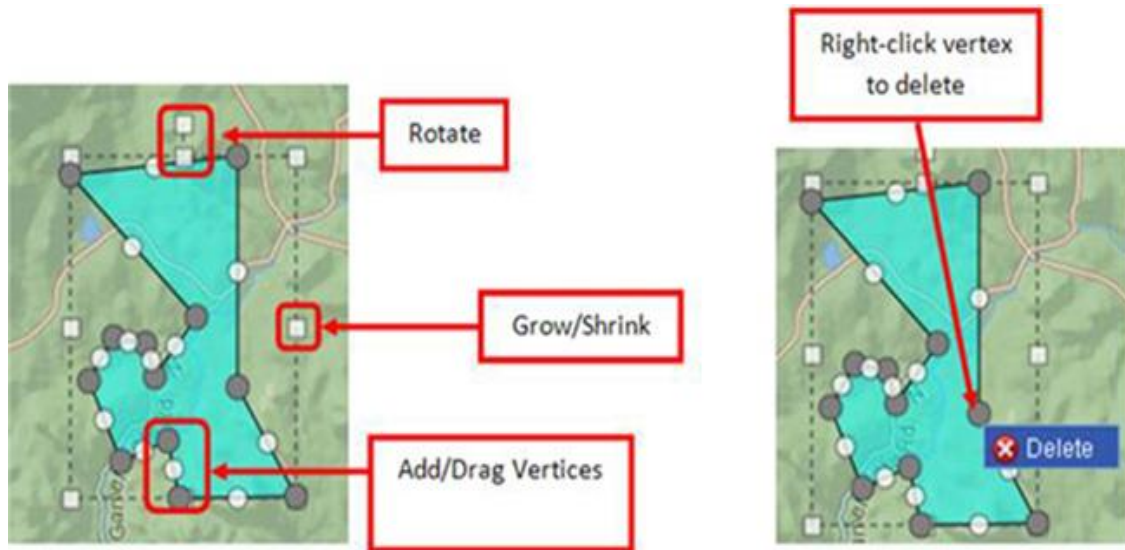 Rotate
Grow/Shrink
Add/Drag Vertices
Right-click vertex
to delete
Delete